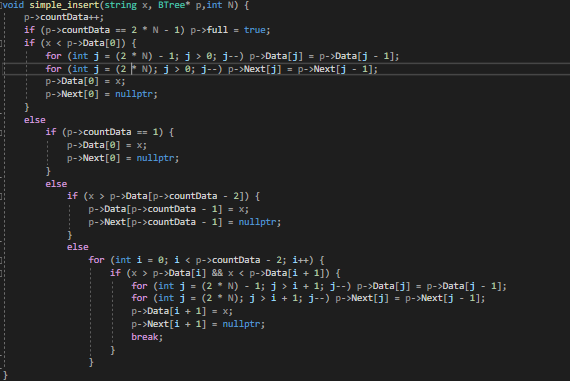 void simple_insert(string x, BTree* p,int N) {
p->countData++;
if (p->countData == 2 * N - 1) p->full = true;
if (x < p->Data[0]) {
for (int j = (2 * N) - 1; j > 0; j--) p->Data[j] = p->Data[j - 1];
for (int j = (2 * N); j > 0; j--) p->Next[j] = p->Next[j - 1];
p->Data[0] = x;
p->Next[0] = nullptr;
}
else
if (p->countData == 1) {
p->Data[0] = x;
p->Next[0] = nullptr;
}
else
if (x > p->Data[p->countData - 2]) {
p->Data[p->countData - 1] = x;
p->Next[p->countData - 1] = nullptr;
}
else
for (int i = 0; i < p->countData - 2; i++) {
if (x > p->Data[i] && x < p->Data[i + 1]) {
for (int j = (2 * N) - 1; j > i + 1; j--) p->Data[j] = p->Data[j - 1];
for (int j = (2 * N); j > i + 1; j--) p->Next[j] = p->Next[j - 1];
p->Data[i + 1] = x;
p->Next[i + 1] = nullptr;
break;
}
}
}